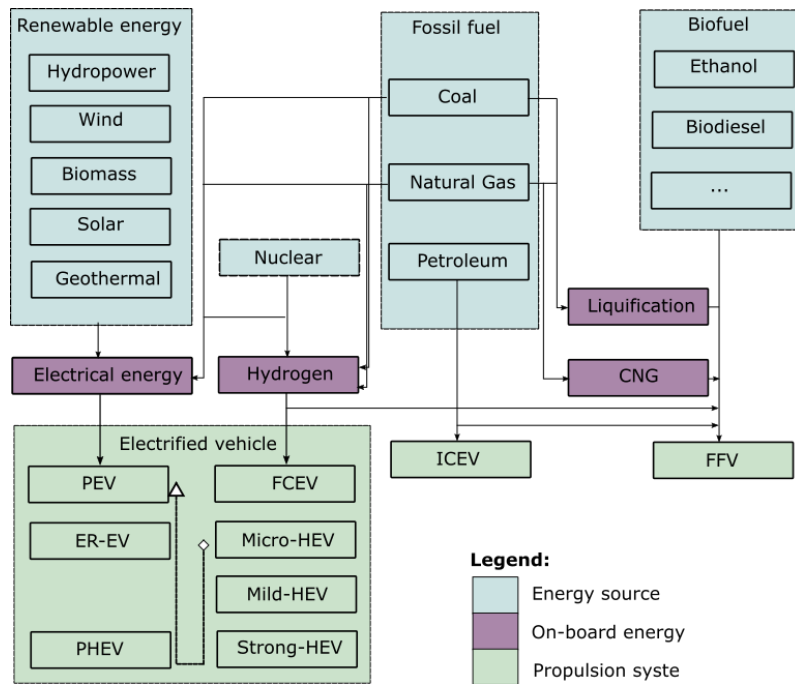 Renewable energy
Hydropower
Wind
Biomass
Solar
Geothermal
Fossil fuel
Coal
Natural Gas
Petroleum
Nuclear
Biofuel
Ethanol
Biodiesel
...
Liquification
CNG
Electrical energy
Hydrogen
Electrified vehicle
PEV
FCEV
ER-EV
Micro-HEV
Mild-HEV
PHEV
Strong-HEV
ICEV
FFV
Legend:
Energy source
On-board energy
Propulsion syste